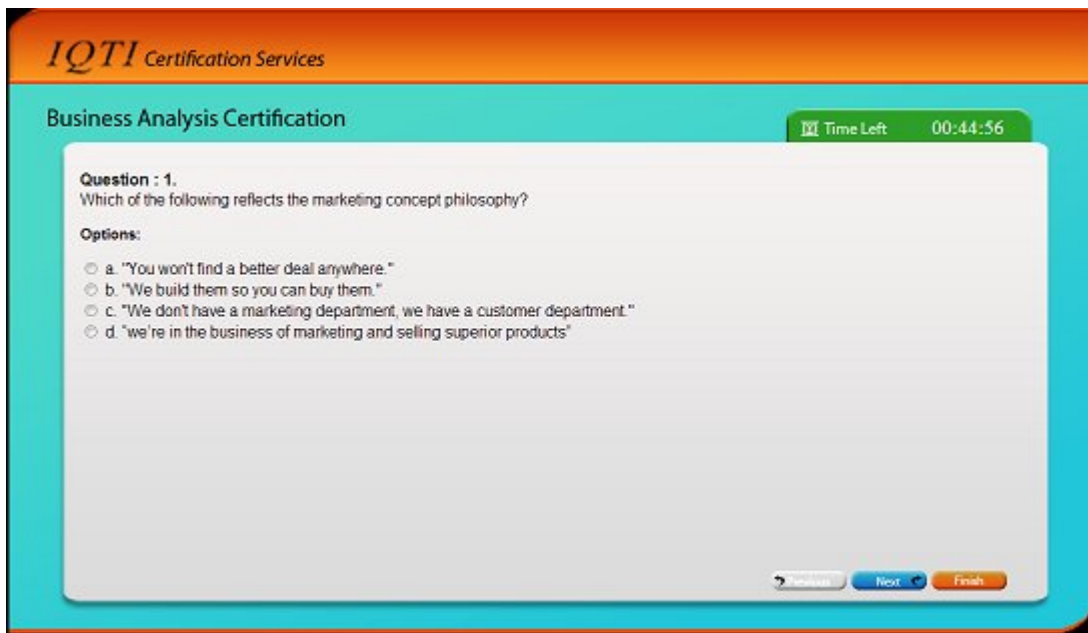 IQTI Certification Services
Business Analysis Certification
Time Left 00:44:56
Question : 1.
Which of the following reflects the marketing concept philosophy?
Options:
a. "You won't find a better deal anywhere."
b. "We build them so you can buy them."
c. "We don't have a marketing department, we have a customer department."
d. "we're in the business of marketing and selling superior products"
Previous Next Finish